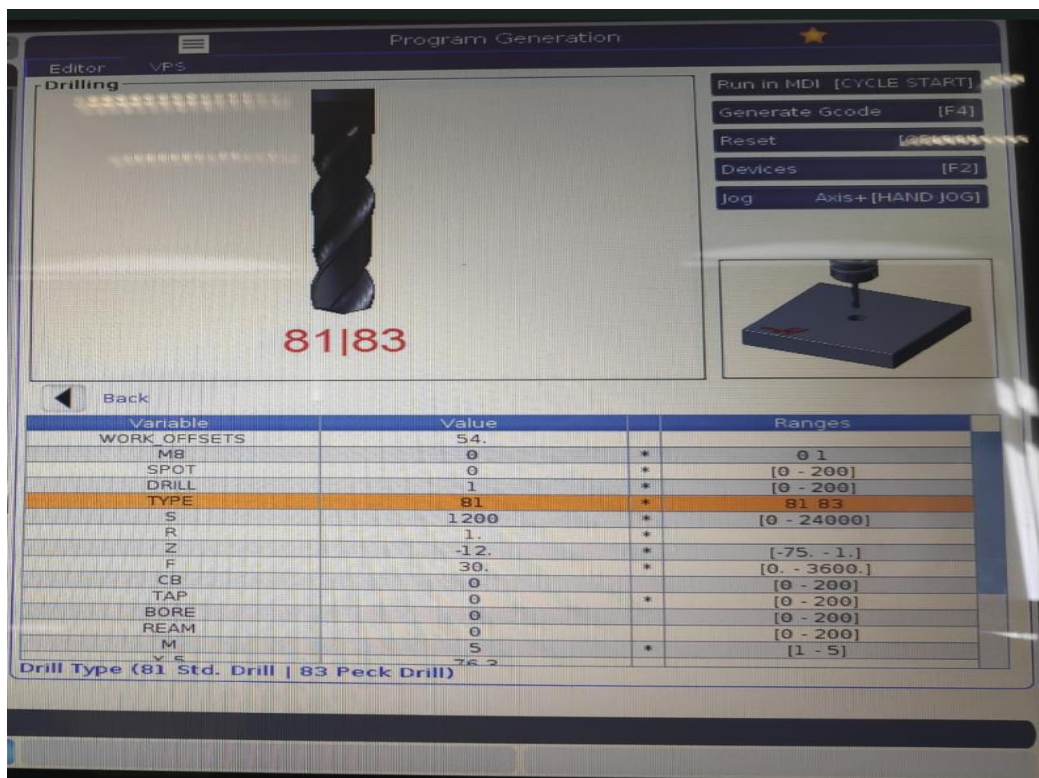 Program Generation
Editor VPS
Drilling
Run in MDI [CYCLE START]
Generate Gcode [F4]
Reset
Devices [F2]
Jog Axis+[HAND JOG]
81|83
Back
Variable Value Ranges
WORK_OFFSETS 54.
M8 0 * 0 1
SPOT 0 * [0 - 200]
DRILL 1 * [0 - 200]
TYPE 81 * 81 83
S 1200 * [0 - 24000]
R 1. *
Z -12. * [-75. - 1.]
F 30. * [0. - 3600.]
CB 0 [0 - 200]
TAP 0 * [0 - 200]
BORE 0 [0 - 200]
REAM 0 [0 - 200]
M 5 * [1 - 5]
76.2
Drill Type (81 Std. Drill | 83 Peck Drill)